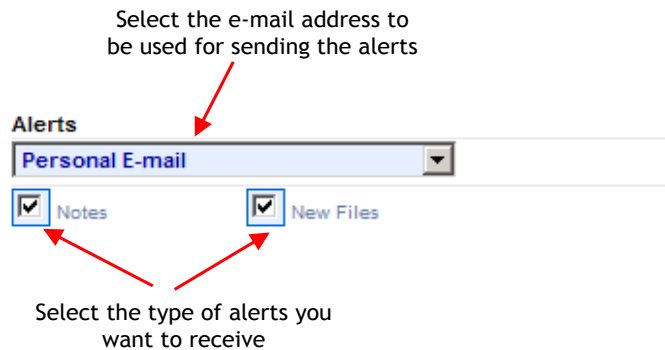 Select the e-mail address to
be used for sending the alerts
Alerts
Personal E-mail
Notes
New Files
Select the type of alerts you
want to receive